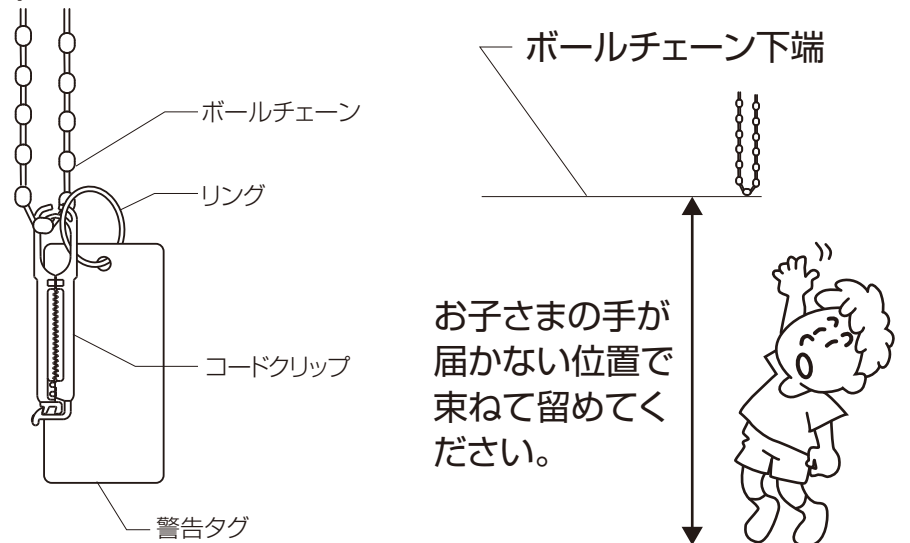 ボールチェーン
リング
コードクリップ
警告タグ
ボールチェーン下端
お子さまの手が
届かない位置で
束ねて留めてく
ださい。